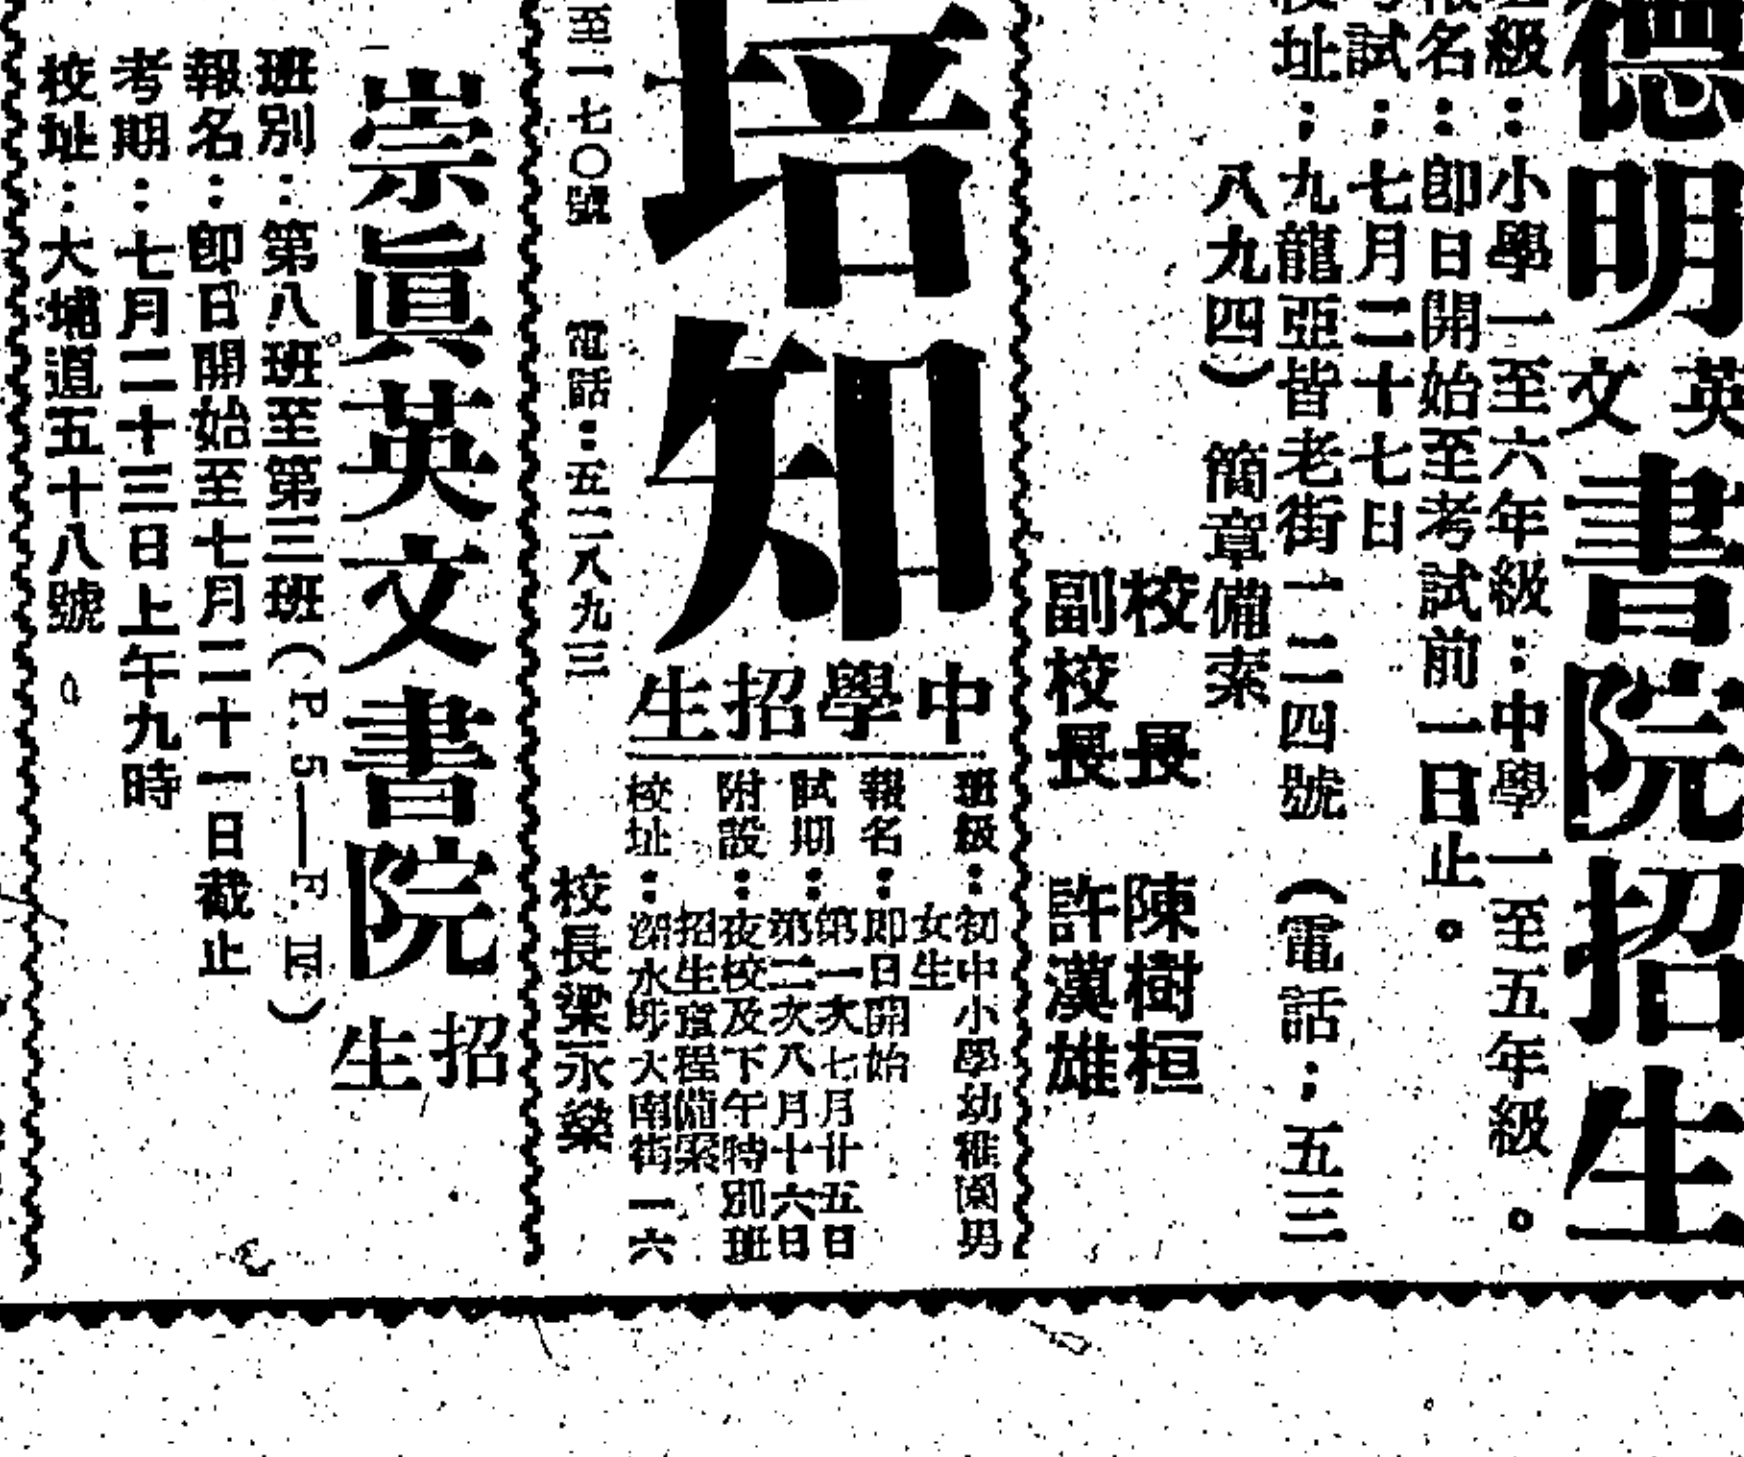 德明英文書院招生
級：小學一至六年級；中學一至五年級。
報名：即日開始至考試前一日止。
試；七月二十七日
校址；九龍亞皆老街一二四號（電話；五三
八九四）簡章備索
校長 陳樹桓
副校長 許漢雄
培知
中學招生
班級：初中小學幼稚園男
女生
報名：即日開始
試期：第一次七月廿五日
第二次八月十六日
附設：夜校及下午特別班
招生章程備索
校址：深水埗大南街一六
至一七〇號 電話：五二八九三
校長梁永燊
崇眞英文書院
招生
班別：第八班至第三班（P.5——F.IV）
報名：即日開始至七月二十一日截止
考期：七月二十三日上午九時
校址：大埔道五十八號。